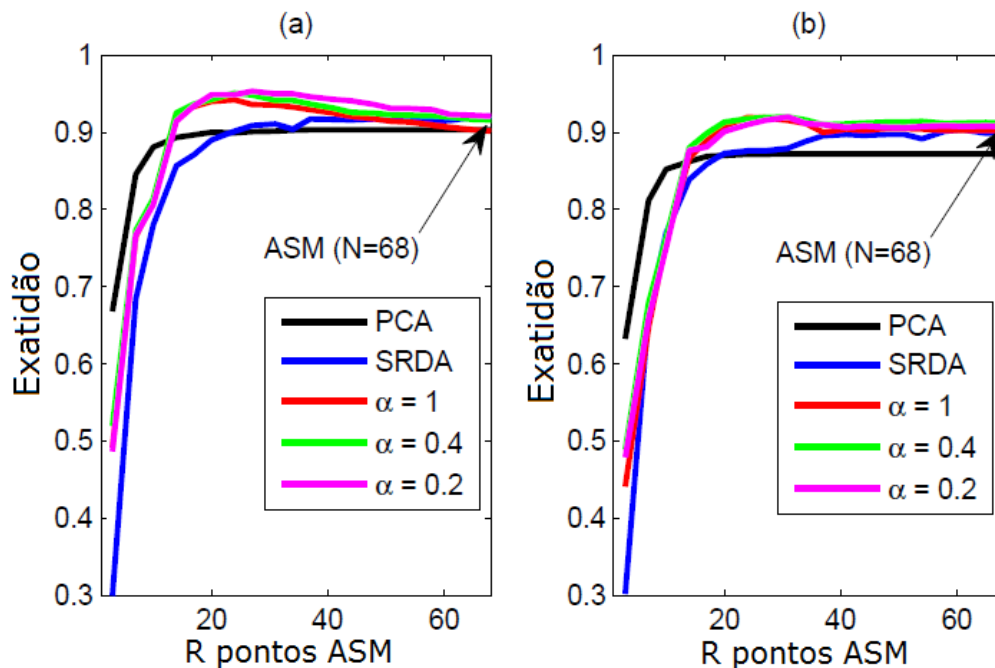 (a)
1
0.9
0.8
0.7
0.6
0.5
0.4
0.3
Exatidão
20
40
60
R pontos ASM
ASM (N=68)
PCA
SRDA
α = 1
α = 0.4
α = 0.2
(b)
1
0.9
0.8
0.7
0.6
0.5
0.4
0.3
Exatidão
20
40
60
R pontos ASM
ASM (N=68)
PCA
SRDA
α = 1
α = 0.4
α = 0.2